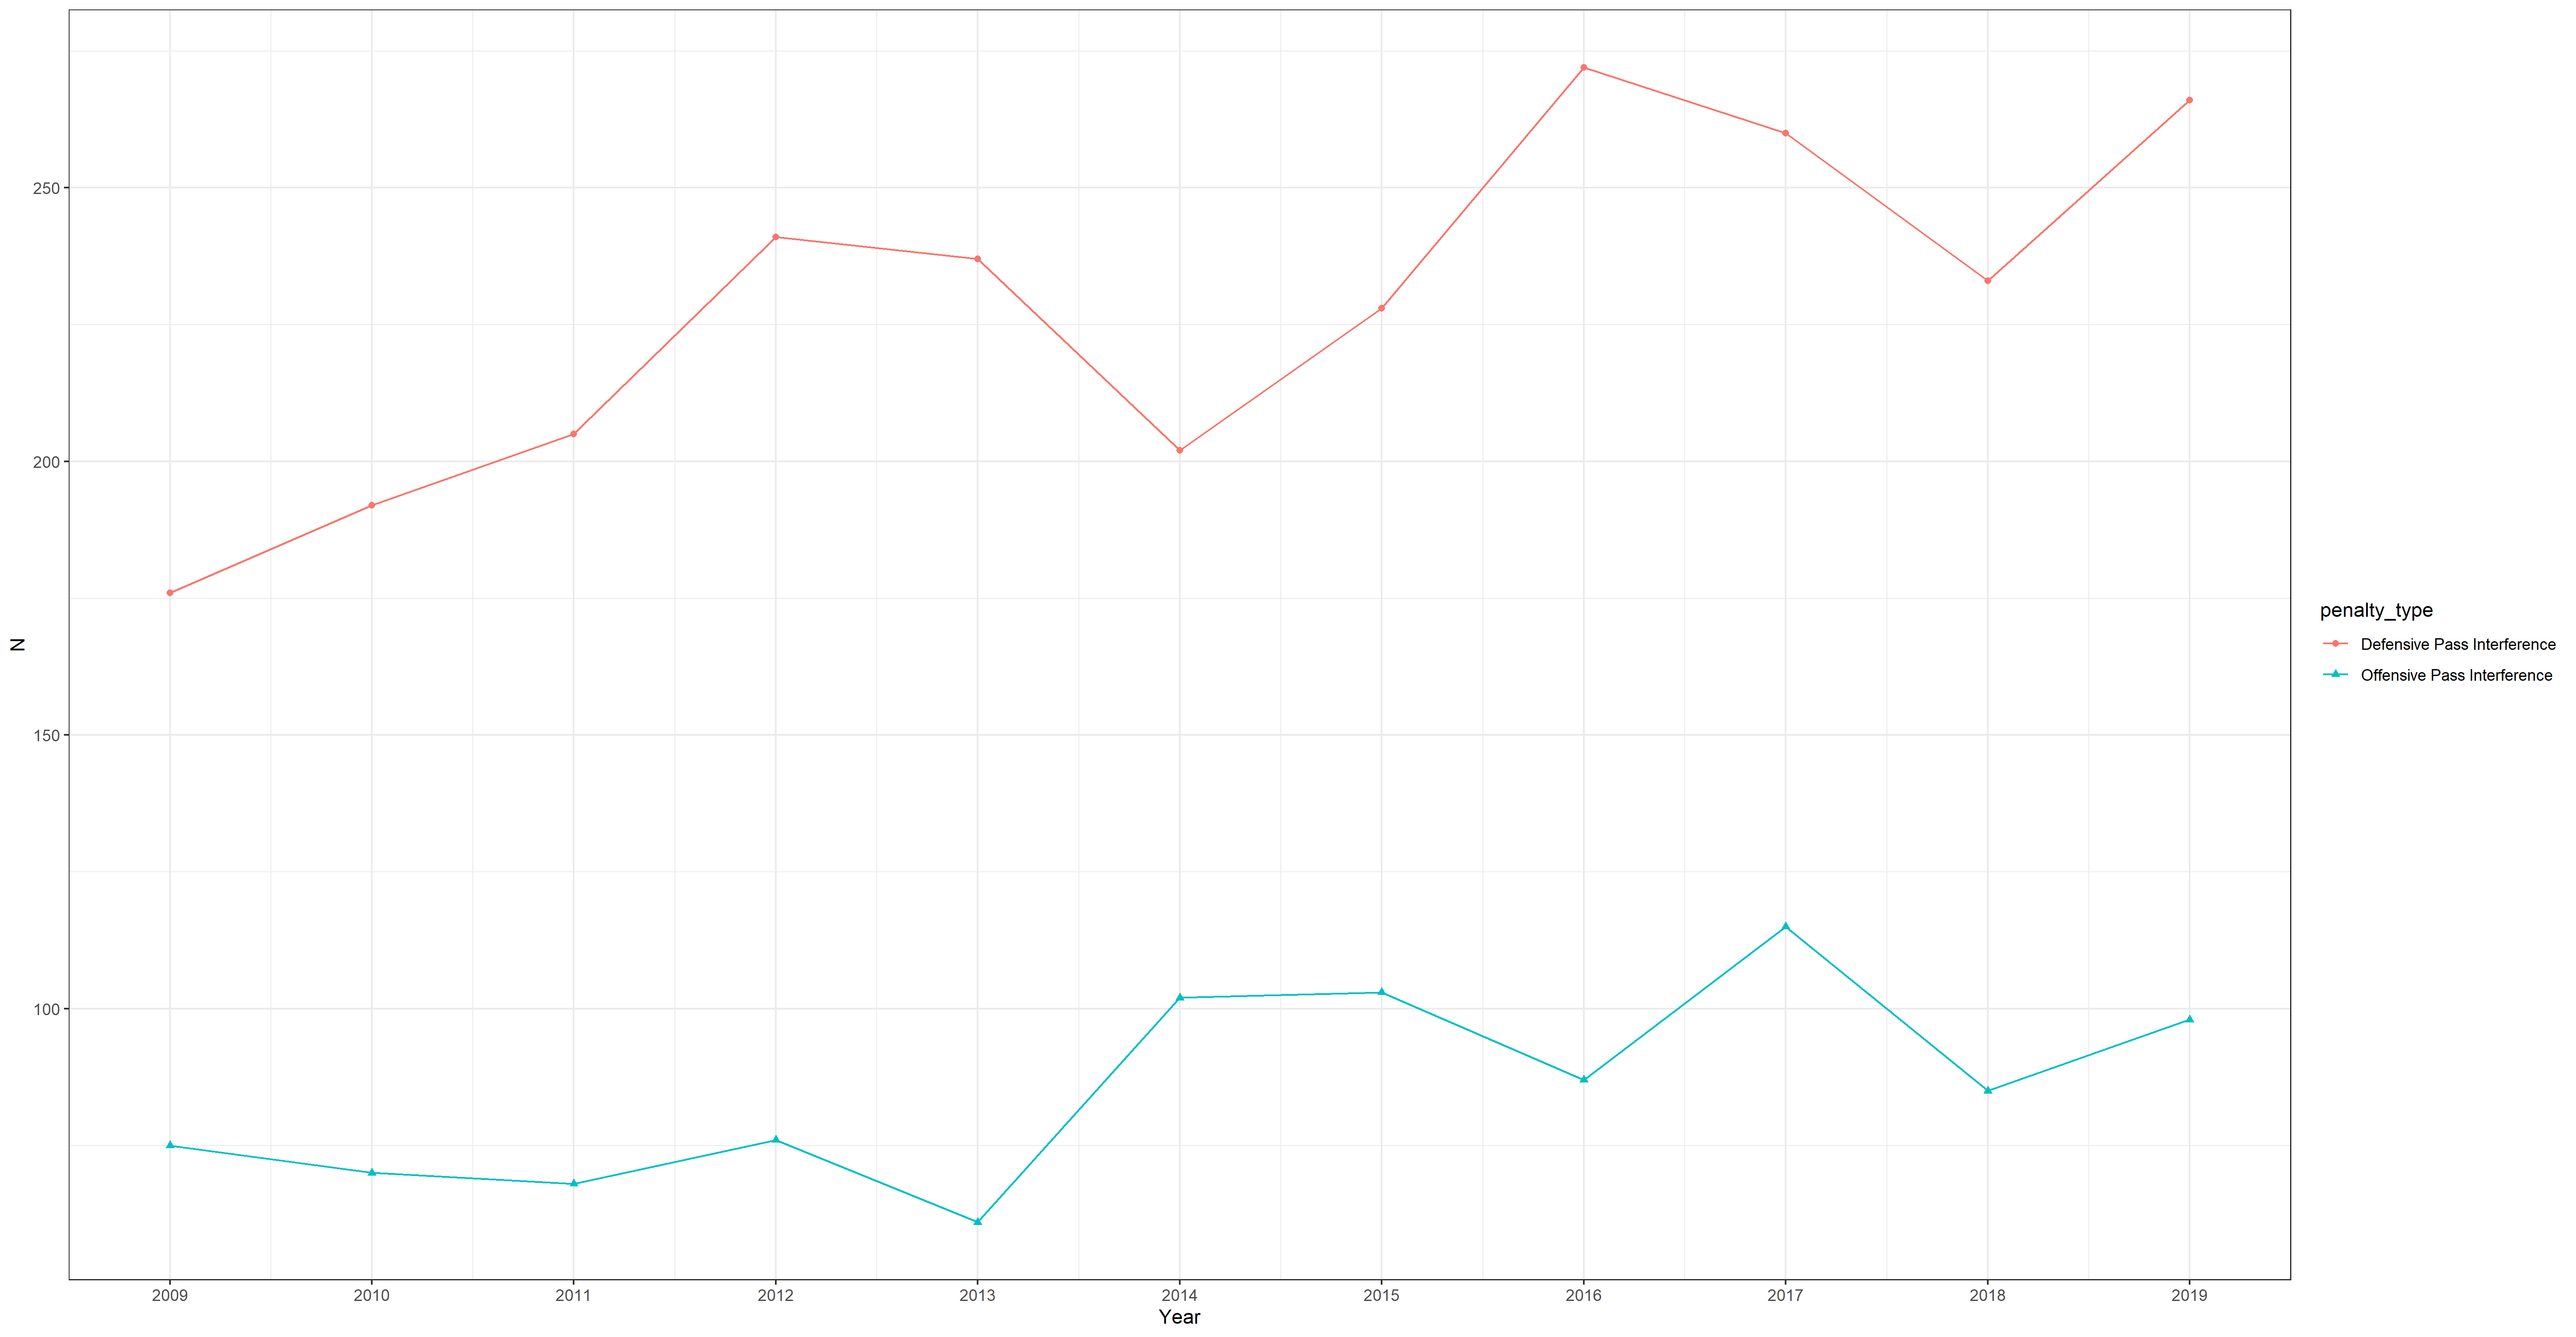 250
200
150
100
N
2009 2010 2011 2012 2013 2014 2015 2016 2017 2018 2019
Year
penalty_type
Defensive Pass Interference
Offensive Pass Interference